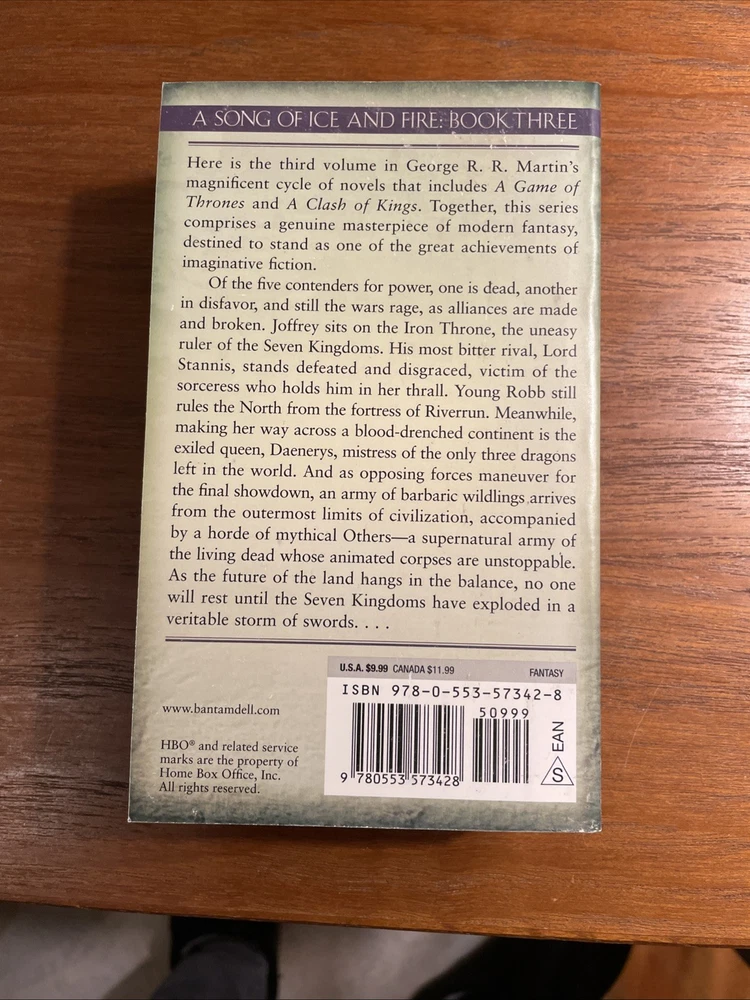 A SONG OF ICE AND FIRE: BOOK THREE
Here is the third volume in George R. R. Martin's
magnificent cycle of novels that includes A Game of
Thrones and A Clash of Kings. Together, this series
comprises a genuine masterpiece of modern fantasy,
destined to stand as one of the great achievements of
imaginative fiction.
Of the five contenders for power, one is dead, another
in disfavor, and still the wars rage, as alliances are made
and broken. Joffrey sits on the Iron Throne, the uneasy
ruler of the Seven Kingdoms. His most bitter rival, Lord
Stannis, stands defeated and disgraced, victim of the
sorceress who holds him in her thrall. Young Robb still
rules the North from the fortress of Riverrun. Meanwhile,
making her way across a blood-drenched continent is the
exiled queen, Daenerys, mistress of the only three dragons
left in the world. And as opposing forces maneuver for
the final showdown, an army of barbaric wildlings arrives
from the outermost limits of civilization, accompanied
by a horde of mythical Others—a supernatural army of
the living dead whose animated corpses are unstoppable.
As the future of the land hangs in the balance, no one
will rest until the Seven Kingdoms have exploded in a
veritable storm of swords. . . .
U.S.A. $9.99 CANADA $11.99 FANTASY
ISBN 978-0-553-57342-8
50999
9 780553 573428
S EAN
www.bantamdell.com
HBO® and related service
marks are the property of
Home Box Office, Inc.
All rights reserved.